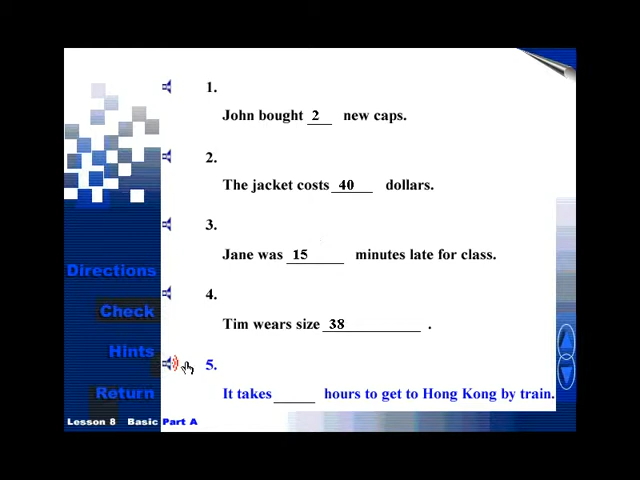 1.
John bought 2 new caps.
2.
The jacket costs 40 dollars.
3.
Jane was 15 minutes late for class.
4.
Tim wears size 38 .
5.
It takes _____ hours to get to Hong Kong by train.
Directions
Check
Hints
Return
Lesson 8 Basic Part A